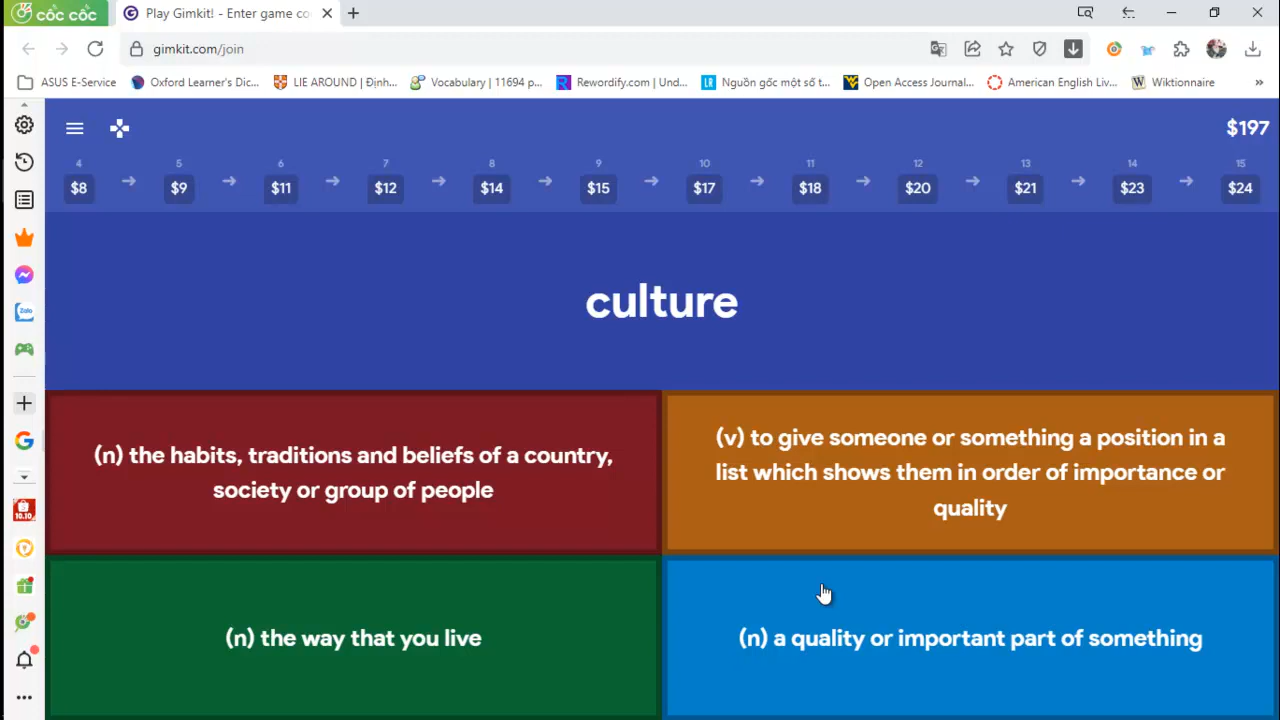 cốc cốc
Play Gimkit! - Enter game co
gimkit.com/join
ASUS E-Service
Oxford Learner's Dic...
LIE AROUND | Định...
Vocabulary | 11694 p...
Rewordify.com | Und...
Nguồn gốc một số t...
Open Access Journal...
American English Liv...
Wiktionnaire
$197
4 5 6 7 8 9 10 11 12 13 14 15
$8 → $9 → $11 → $12 → $14 → $15 → $17 → $18 → $20 → $21 → $23 → $24
culture
(n) the habits, traditions and beliefs of a country,
society or group of people
(v) to give someone or something a position in a
list which shows them in order of importance or
quality
(n) the way that you live
(n) a quality or important part of something
Zalo
10.10